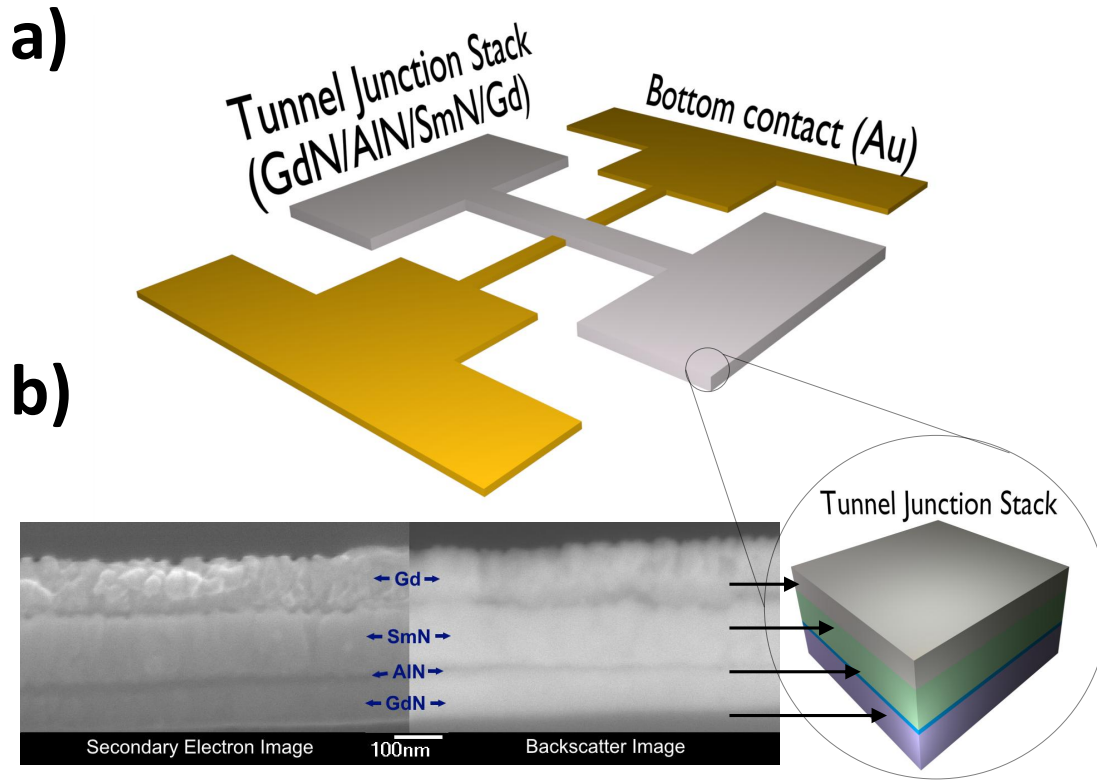 a)
Tunnel Junction Stack
(GdN/AlN/SmN/Gd)
Bottom contact (Au)
b)
Tunnel Junction Stack
Gd
SmN
AlN
GdN
Secondary Electron Image
100nm
Backscatter Image